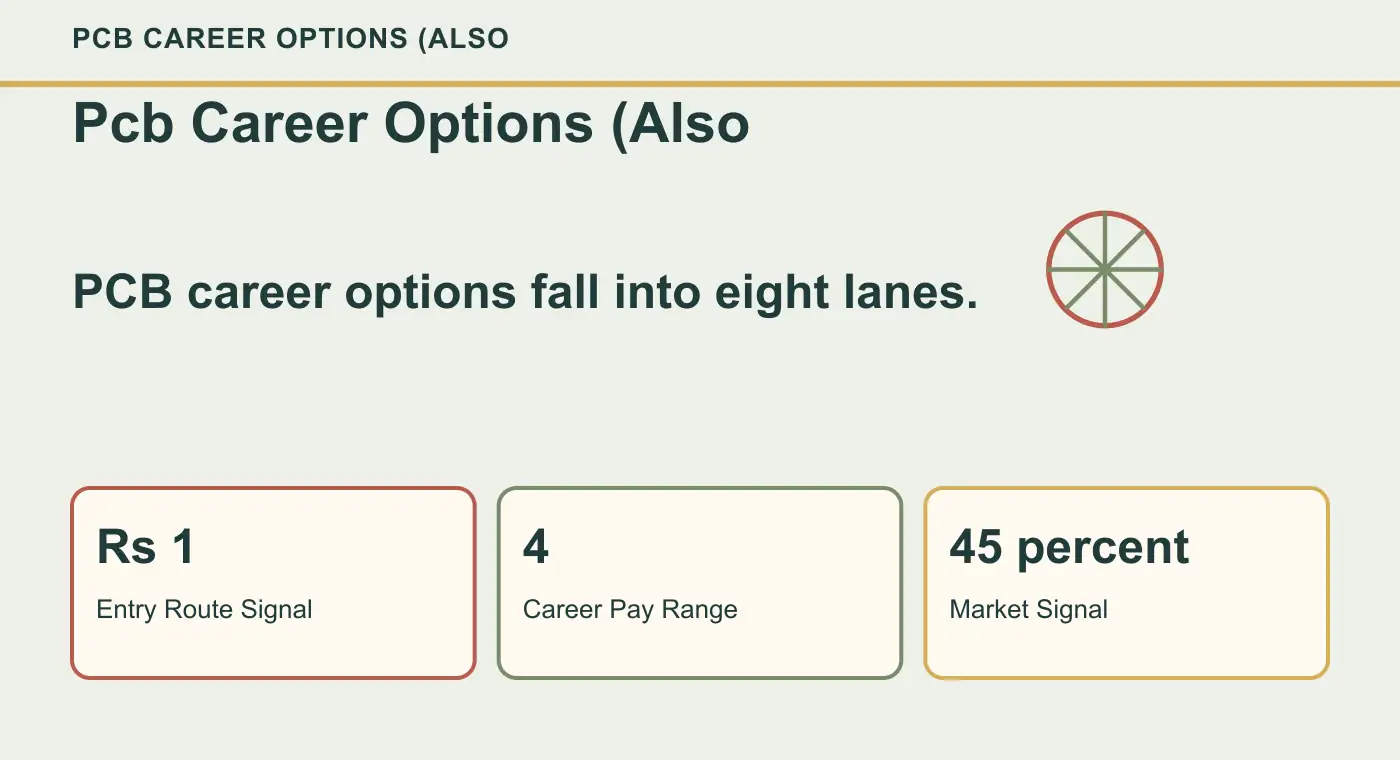 PCB CAREER OPTIONS (ALSO
Pcb Career Options (Also
PCB career options fall into eight lanes.
Rs 1
Entry Route Signal
4
Career Pay Range
45 percent
Market Signal